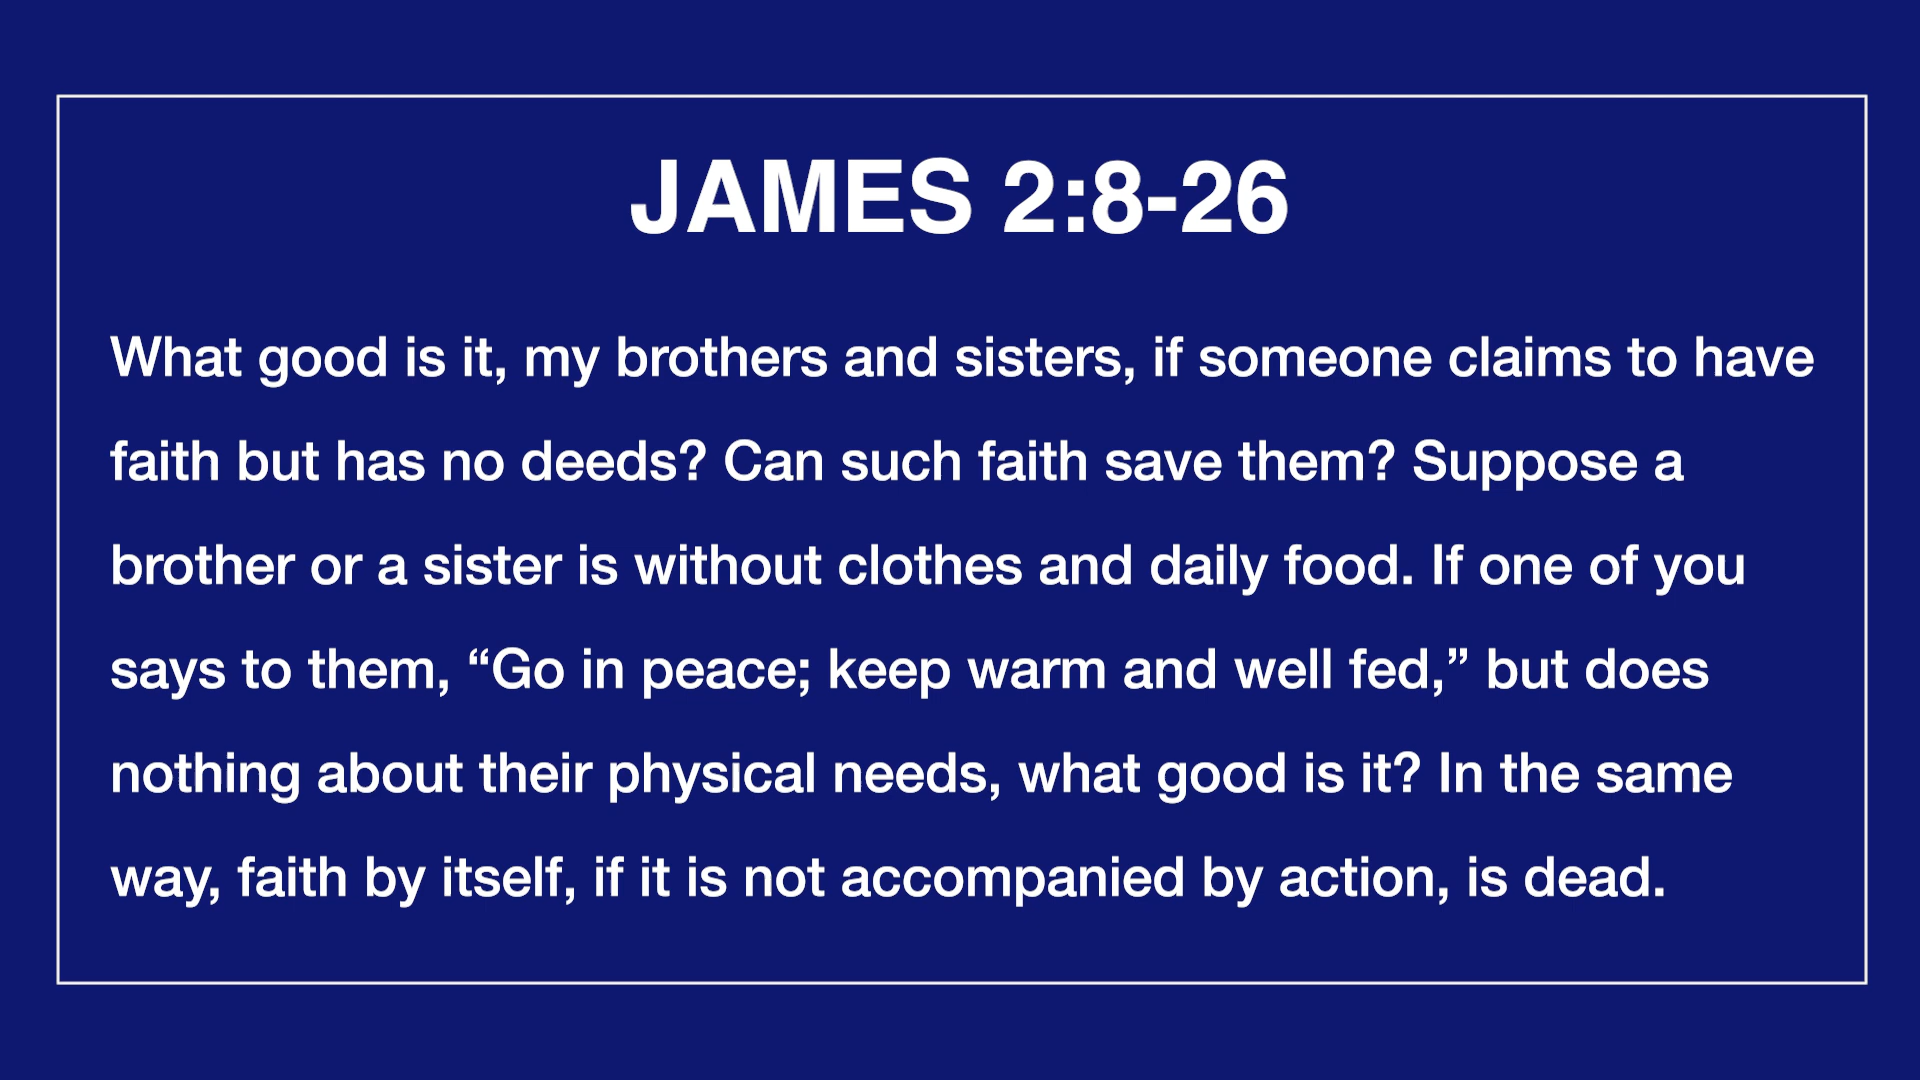 JAMES 2:8-26
What good is it, my brothers and sisters, if someone claims to have
faith but has no deeds? Can such faith save them? Suppose a
brother or a sister is without clothes and daily food. If one of you
says to them, “Go in peace; keep warm and well fed,” but does
nothing about their physical needs, what good is it? In the same
way, faith by itself, if it is not accompanied by action, is dead.